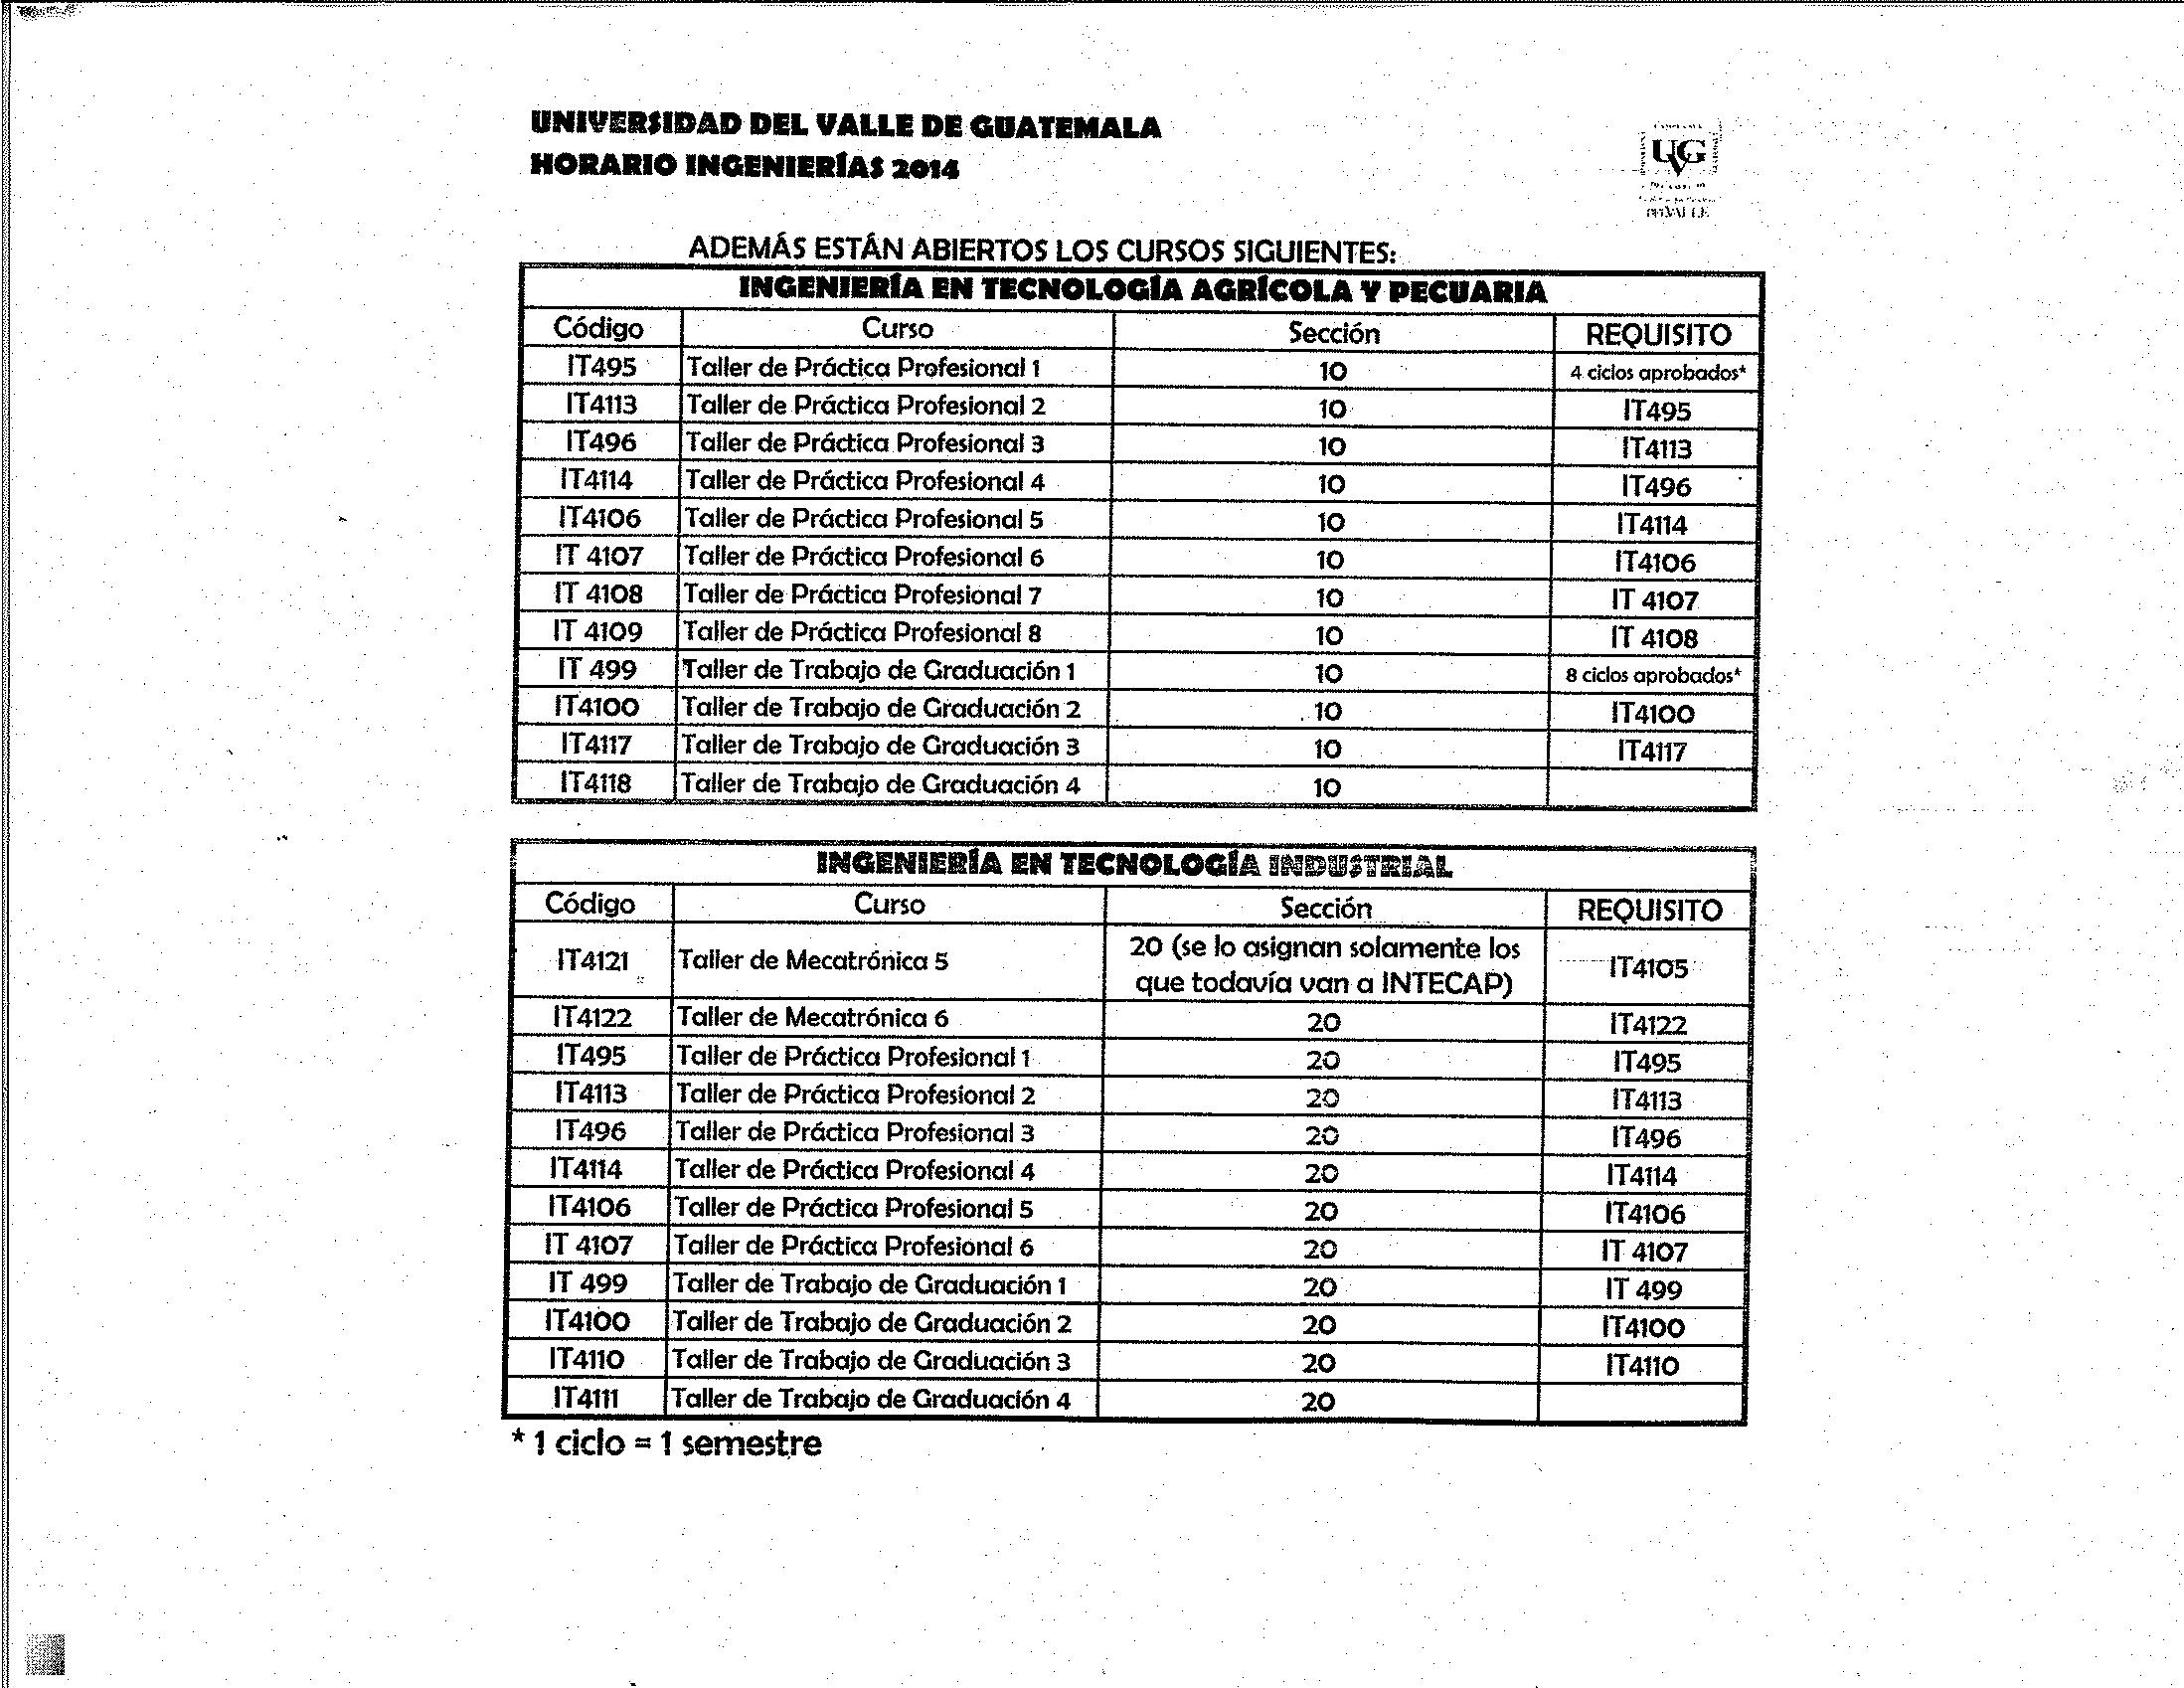 UNIVERSIDAD DEL VALLE DE GUATEMALA
HORARIO INGENIERÍAS 2014
UVG
DEL VALLE
ADEMÁS ESTÁN ABIERTOS LOS CURSOS SIGUIENTES:
INGENIERÍA EN TECNOLOGÍA AGRÍCOLA Y PECUARIA
Código Curso Sección REQUISITO
IT495 Taller de Práctica Profesional 1 10 4 ciclos aprobados*
IT4113 Taller de Práctica Profesional 2 10 IT495
IT496 Taller de Práctica Profesional 3 10 IT4113
IT4114 Taller de Práctica Profesional 4 10 IT496
IT4106 Taller de Práctica Profesional 5 10 IT4114
IT 4107 Taller de Práctica Profesional 6 10 IT4106
IT 4108 Taller de Práctica Profesional 7 10 IT 4107
IT 4109 Taller de Práctica Profesional 8 10 IT 4108
IT 499 Taller de Trabajo de Graduación 1 10 8 ciclos aprobados*
IT4100 Taller de Trabajo de Graduación 2 10 IT4100
IT4117 Taller de Trabajo de Graduación 3 10 IT4117
IT4118 Taller de Trabajo de Graduación 4 10
INGENIERÍA EN TECNOLOGÍA INDUSTRIAL
Código Curso Sección REQUISITO
IT4121 Taller de Mecatrónica 5 20 (se lo asignan solamente los
que todavía van a INTECAP) IT4105
IT4122 Taller de Mecatrónica 6 20 IT4122
IT495 Taller de Práctica Profesional 1 20 IT495
IT4113 Taller de Práctica Profesional 2 20 IT4113
IT496 Taller de Práctica Profesional 3 20 IT496
IT4114 Taller de Práctica Profesional 4 20 IT4114
IT4106 Taller de Práctica Profesional 5 20 IT4106
IT 4107 Taller de Práctica Profesional 6 20 IT 4107
IT 499 Taller de Trabajo de Graduación 1 20 IT 499
IT4100 Taller de Trabajo de Graduación 2 20 IT4100
IT4110 Taller de Trabajo de Graduación 3 20 IT4110
IT4111 Taller de Trabajo de Graduación 4 20
* 1 ciclo = 1 semestre